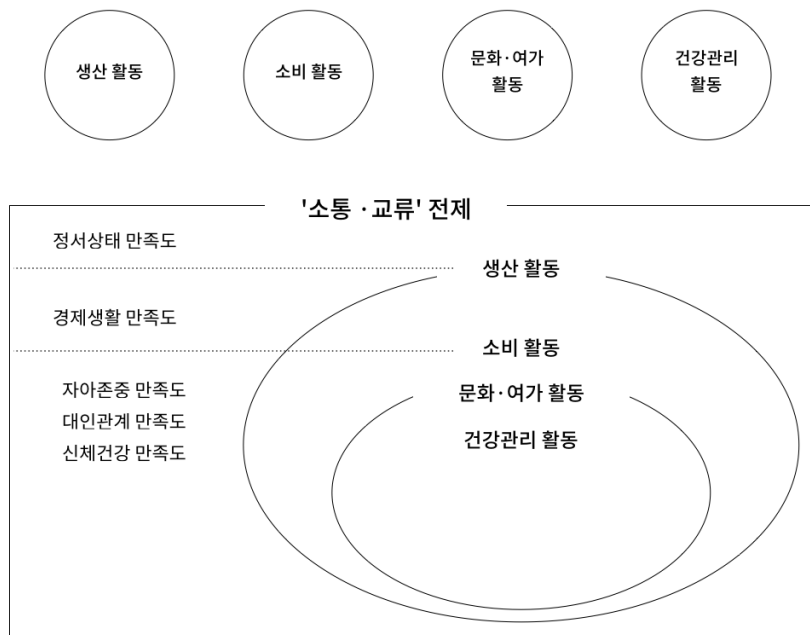 생산 활동
소비 활동
문화·여가
활동
건강관리
활동
'소통·교류' 전제
정서상태 만족도
생산 활동
경제생활 만족도
소비 활동
자아존중 만족도
문화·여가 활동
대인관계 만족도
건강관리 활동
신체건강 만족도